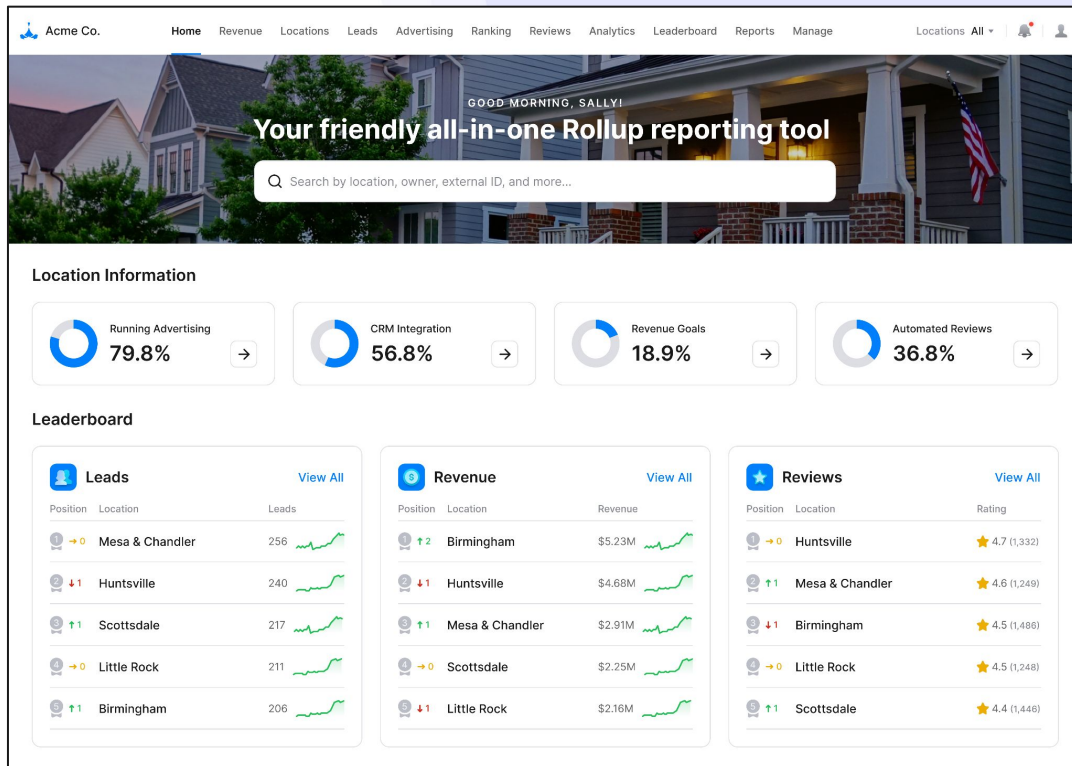 Acme Co.
Home Revenue Locations Leads Advertising Ranking Reviews Analytics Leaderboard Reports Manage
Locations All
GOOD MORNING, SALLY!
Your friendly all-in-one Rollup reporting tool
Search by location, owner, external ID, and more...
Location Information
Running Advertising
79.8%
CRM Integration
56.8%
Revenue Goals
18.9%
Automated Reviews
36.8%
Leaderboard
Leads View All
Position Location Leads
1 → 0 Mesa & Chandler 256
2 ↓ 1 Huntsville 240
3 ↑ 1 Scottsdale 217
4 → 0 Little Rock 211
5 ↑ 1 Birmingham 206
Revenue View All
Position Location Revenue
1 ↑ 2 Birmingham $5.23M
2 ↓ 1 Huntsville $4.68M
3 ↑ 1 Mesa & Chandler $2.91M
4 → 0 Scottsdale $2.25M
5 ↓ 1 Little Rock $2.16M
Reviews View All
Position Location Rating
1 → 0 Huntsville 4.7 (1,332)
2 ↑ 1 Mesa & Chandler 4.6 (1,249)
3 ↓ 1 Birmingham 4.5 (1,486)
4 → 0 Little Rock 4.5 (1,248)
5 ↑ 1 Scottsdale 4.4 (1,446)